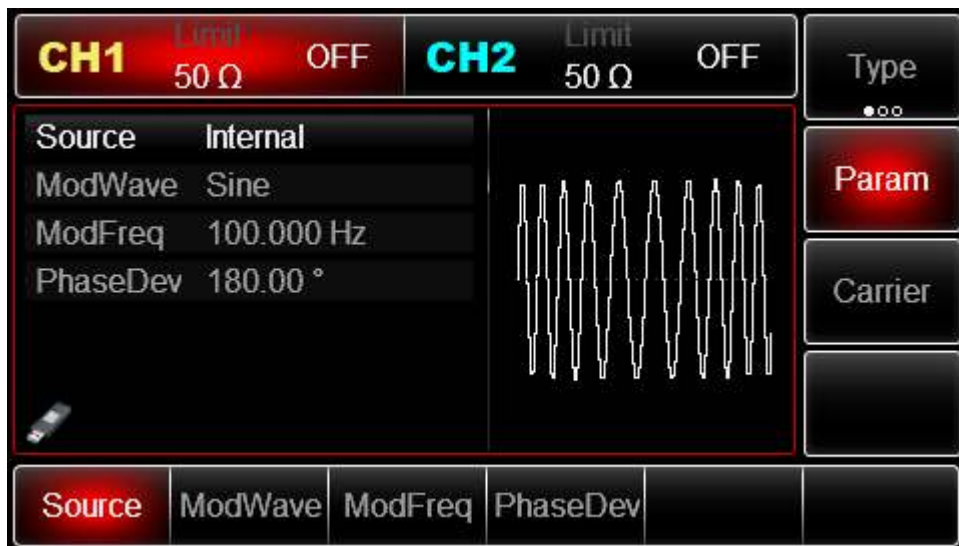 CH1 Limit 50 Ω OFF CH2 Limit 50 Ω OFF
Type
Source Internal
ModWave Sine
ModFreq 100.000 Hz
PhaseDev 180.00 °
Param
Carrier
Source ModWave ModFreq PhaseDev